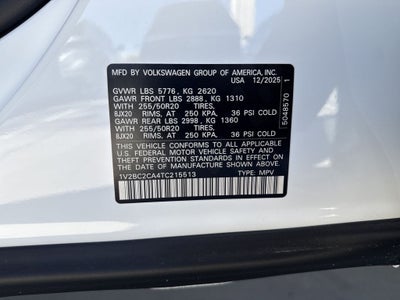 MFD BY VOLKSWAGEN GROUP OF AMERICA, INC.
12/2025
GVWR LBS 5776, KG 2620
GAWR FRONT LBS 2888, KG 1310
WITH 255/50R20 TIRES,
8JX20 RIMS, AT 250 KPA, 36 PSI COLD
GAWR REAR LBS 2998, KG 1360
WITH 255/50R20 TIRES,
8JX20 RIMS, AT 250 KPA, 36 PSI COLD
THIS VEHICLE CONFORMS TO ALL APPLICABLE
U.S. FEDERAL MOTOR VEHICLE SAFETY, BUMPER,
AND THEFT PREVENTION STANDARDS IN EFFECT ON
THE DATE OF MANUFACTURE SHOWN ABOVE.
1V2BC2CA4TC215513 TYPE: MPV
5048570 1